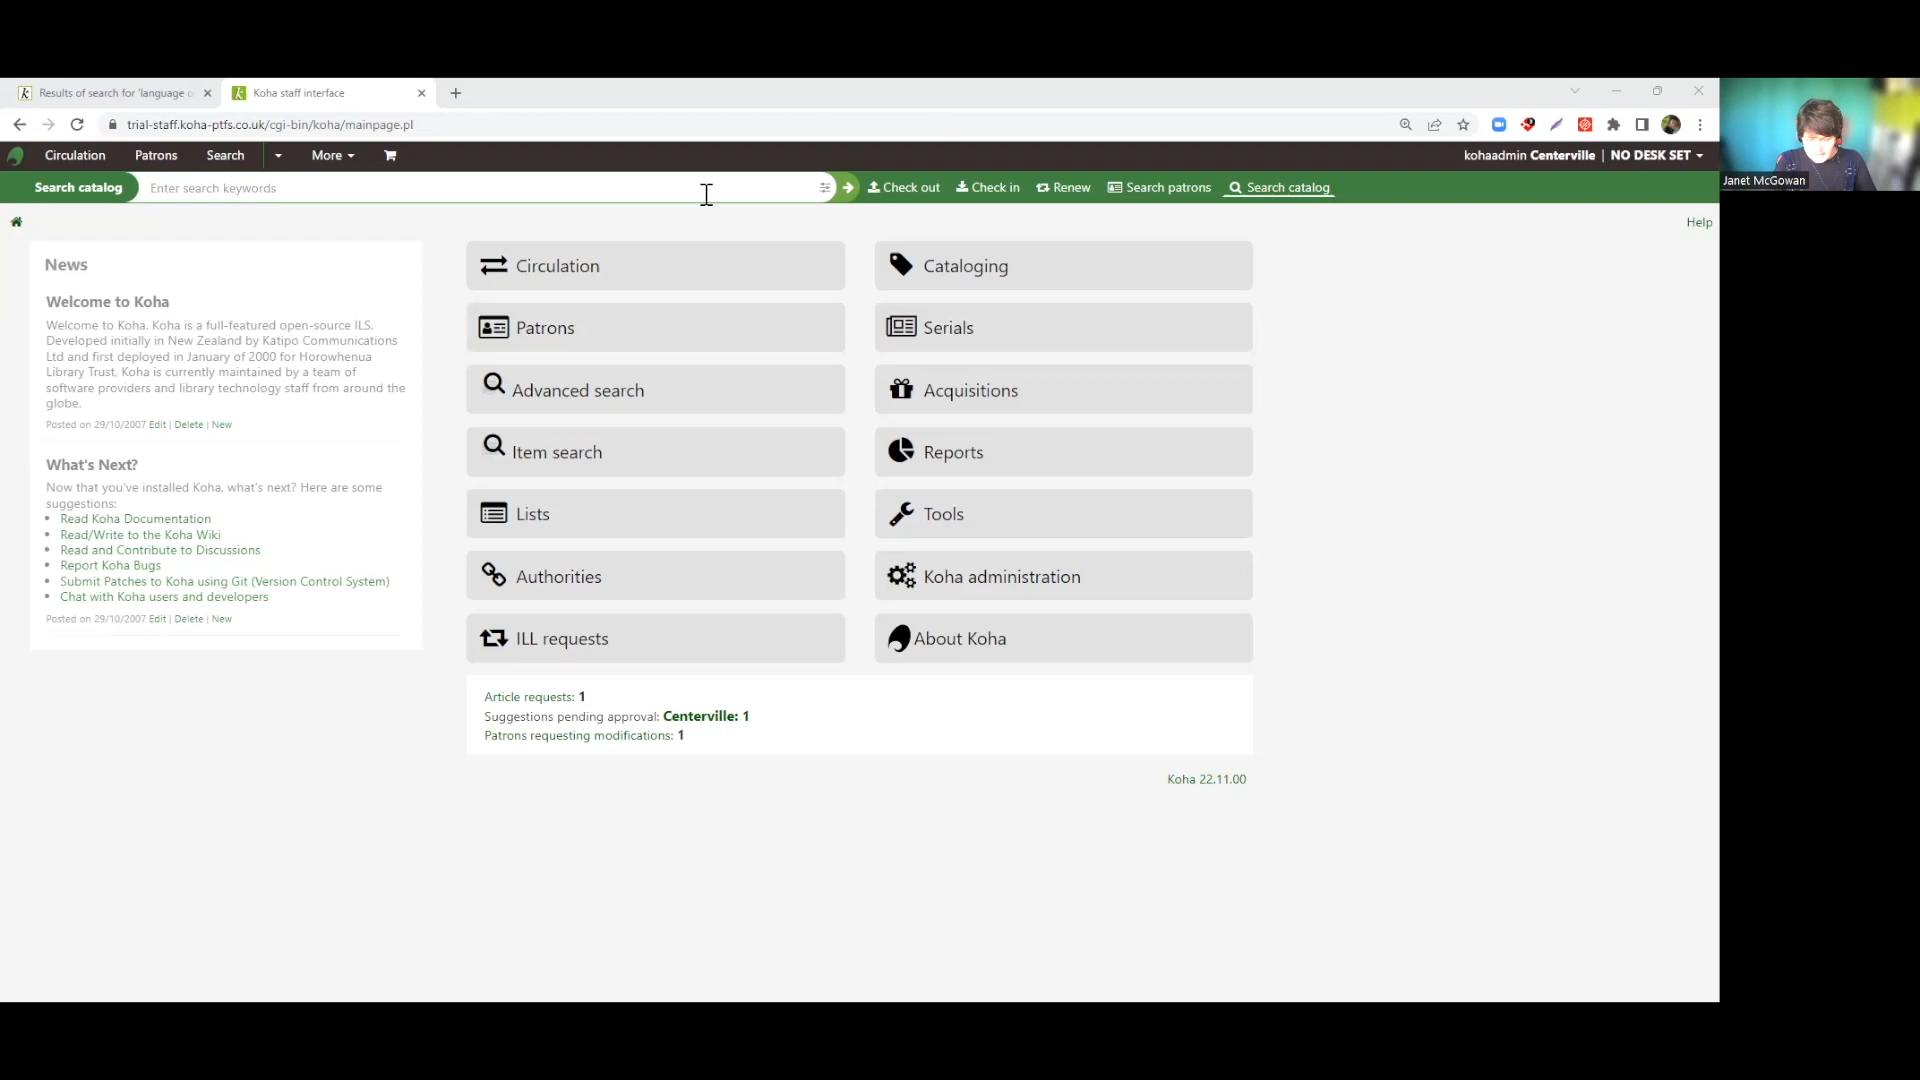 Results of search for 'language o
Koha staff interface
trial-staff.koha-ptfs.co.uk/cgi-bin/koha/mainpage.pl
Circulation Patrons Search More kohaadmin Centerville | NO DESK SET
Search catalog Enter search keywords Check out Check in Renew Search patrons Search catalog
Janet McGowan
Help
News
Welcome to Koha
Welcome to Koha. Koha is a full-featured open-source ILS.
Developed initially in New Zealand by Katipo Communications
Ltd and first deployed in January of 2000 for Horowhenua
Library Trust, Koha is currently maintained by a team of
software providers and library technology staff from around the
globe.
Posted on 29/10/2007 Edit | Delete | New
What's Next?
Now that you've installed Koha, what's next? Here are some
suggestions:
Read Koha Documentation
Read/Write to the Koha Wiki
Read and Contribute to Discussions
Report Koha Bugs
Submit Patches to Koha using Git (Version Control System)
Chat with Koha users and developers
Posted on 29/10/2007 Edit | Delete | New
Circulation
Patrons
Advanced search
Item search
Lists
Authorities
ILL requests
Cataloging
Serials
Acquisitions
Reports
Tools
Koha administration
About Koha
Article requests: 1
Suggestions pending approval: Centerville: 1
Patrons requesting modifications: 1
Koha 22.11.00